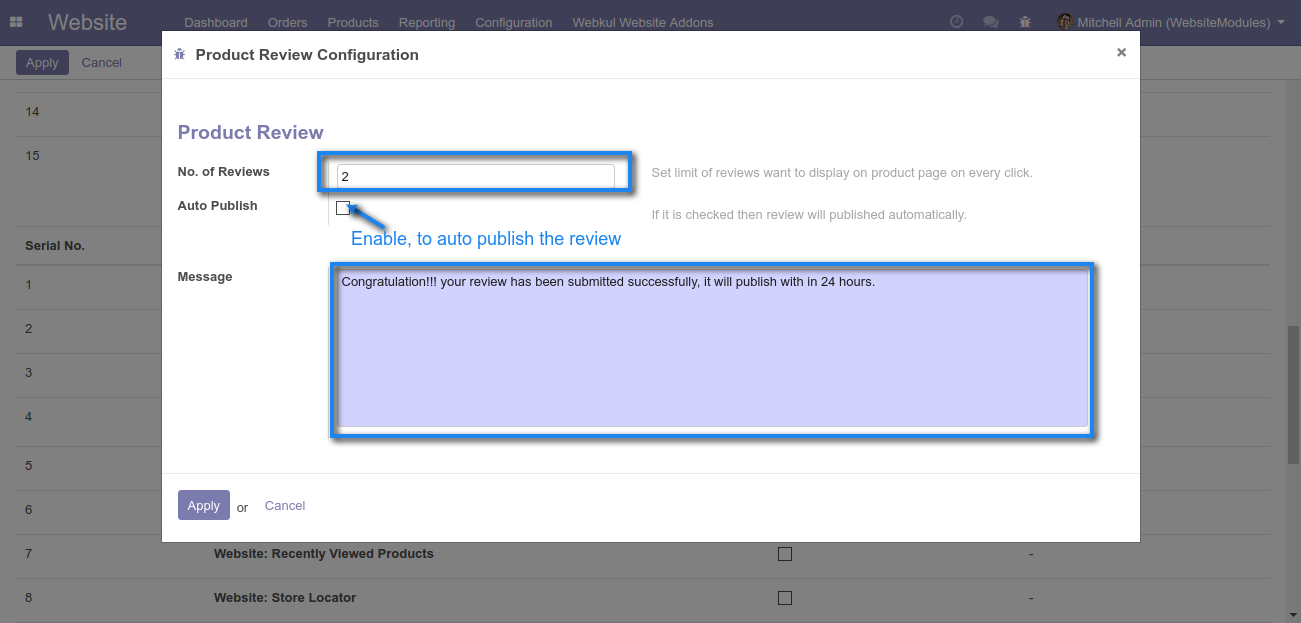 Website Dashboard Orders Products Reporting Configuration Webkul Website Addons Mitchell Admin (WebsiteModules)
Apply Cancel
Product Review Configuration ×
14
15
Serial No.
1
2
3
4
5
6
Product Review
No. of Reviews 2 Set limit of reviews want to display on product page on every click.
Auto Publish If it is checked then review will published automatically.
Enable, to auto publish the review
Message Congratulation!!! your review has been submitted successfully, it will publish with in 24 hours.
Apply or Cancel
7 Website: Recently Viewed Products -
8 Website: Store Locator -